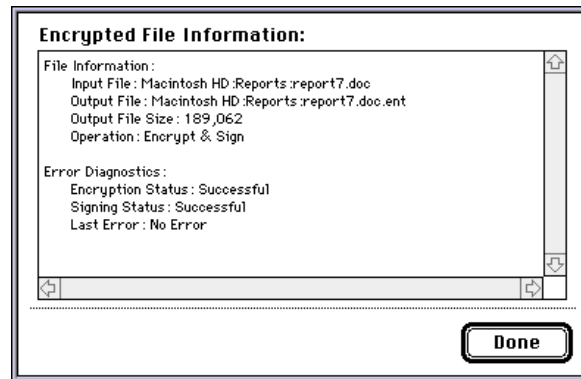 Encrypted File Information:
File Information:
Input File: Macintosh HD:Reports:report7.doc
Output File: Macintosh HD:Reports:report7.doc.ent
Output File Size: 189,062
Operation: Encrypt & Sign
Error Diagnostics:
Encryption Status: Successful
Signing Status: Successful
Last Error: No Error
Done